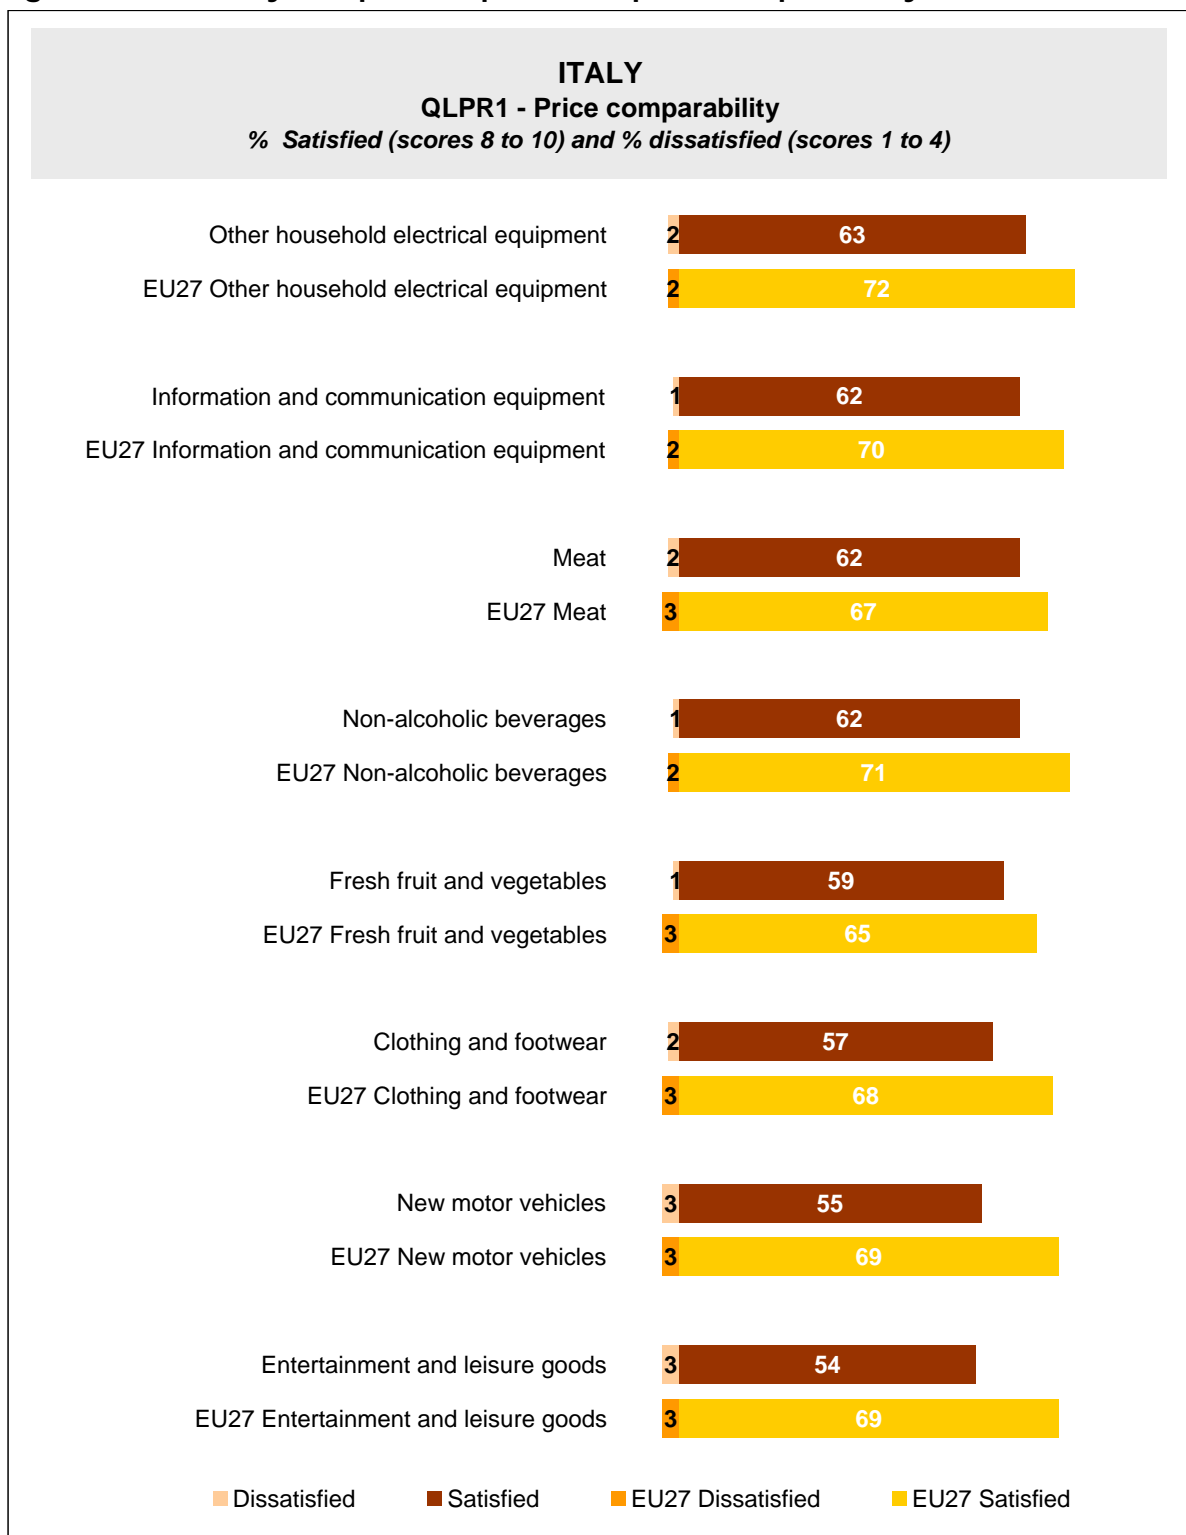 ITALY
QLPR1 - Price comparability
% Satisfied (scores 8 to 10) and % dissatisfied (scores 1 to 4)
Other household electrical equipment 2 63
EU27 Other household electrical equipment 2 72
Information and communication equipment 1 62
EU27 Information and communication equipment 2 70
Meat 2 62
EU27 Meat 3 67
Non-alcoholic beverages 1 62
EU27 Non-alcoholic beverages 2 71
Fresh fruit and vegetables 1 59
EU27 Fresh fruit and vegetables 3 65
Clothing and footwear 2 57
EU27 Clothing and footwear 3 68
New motor vehicles 3 55
EU27 New motor vehicles 3 69
Entertainment and leisure goods 3 54
EU27 Entertainment and leisure goods 3 69
Dissatisfied Satisfied EU27 Dissatisfied EU27 Satisfied